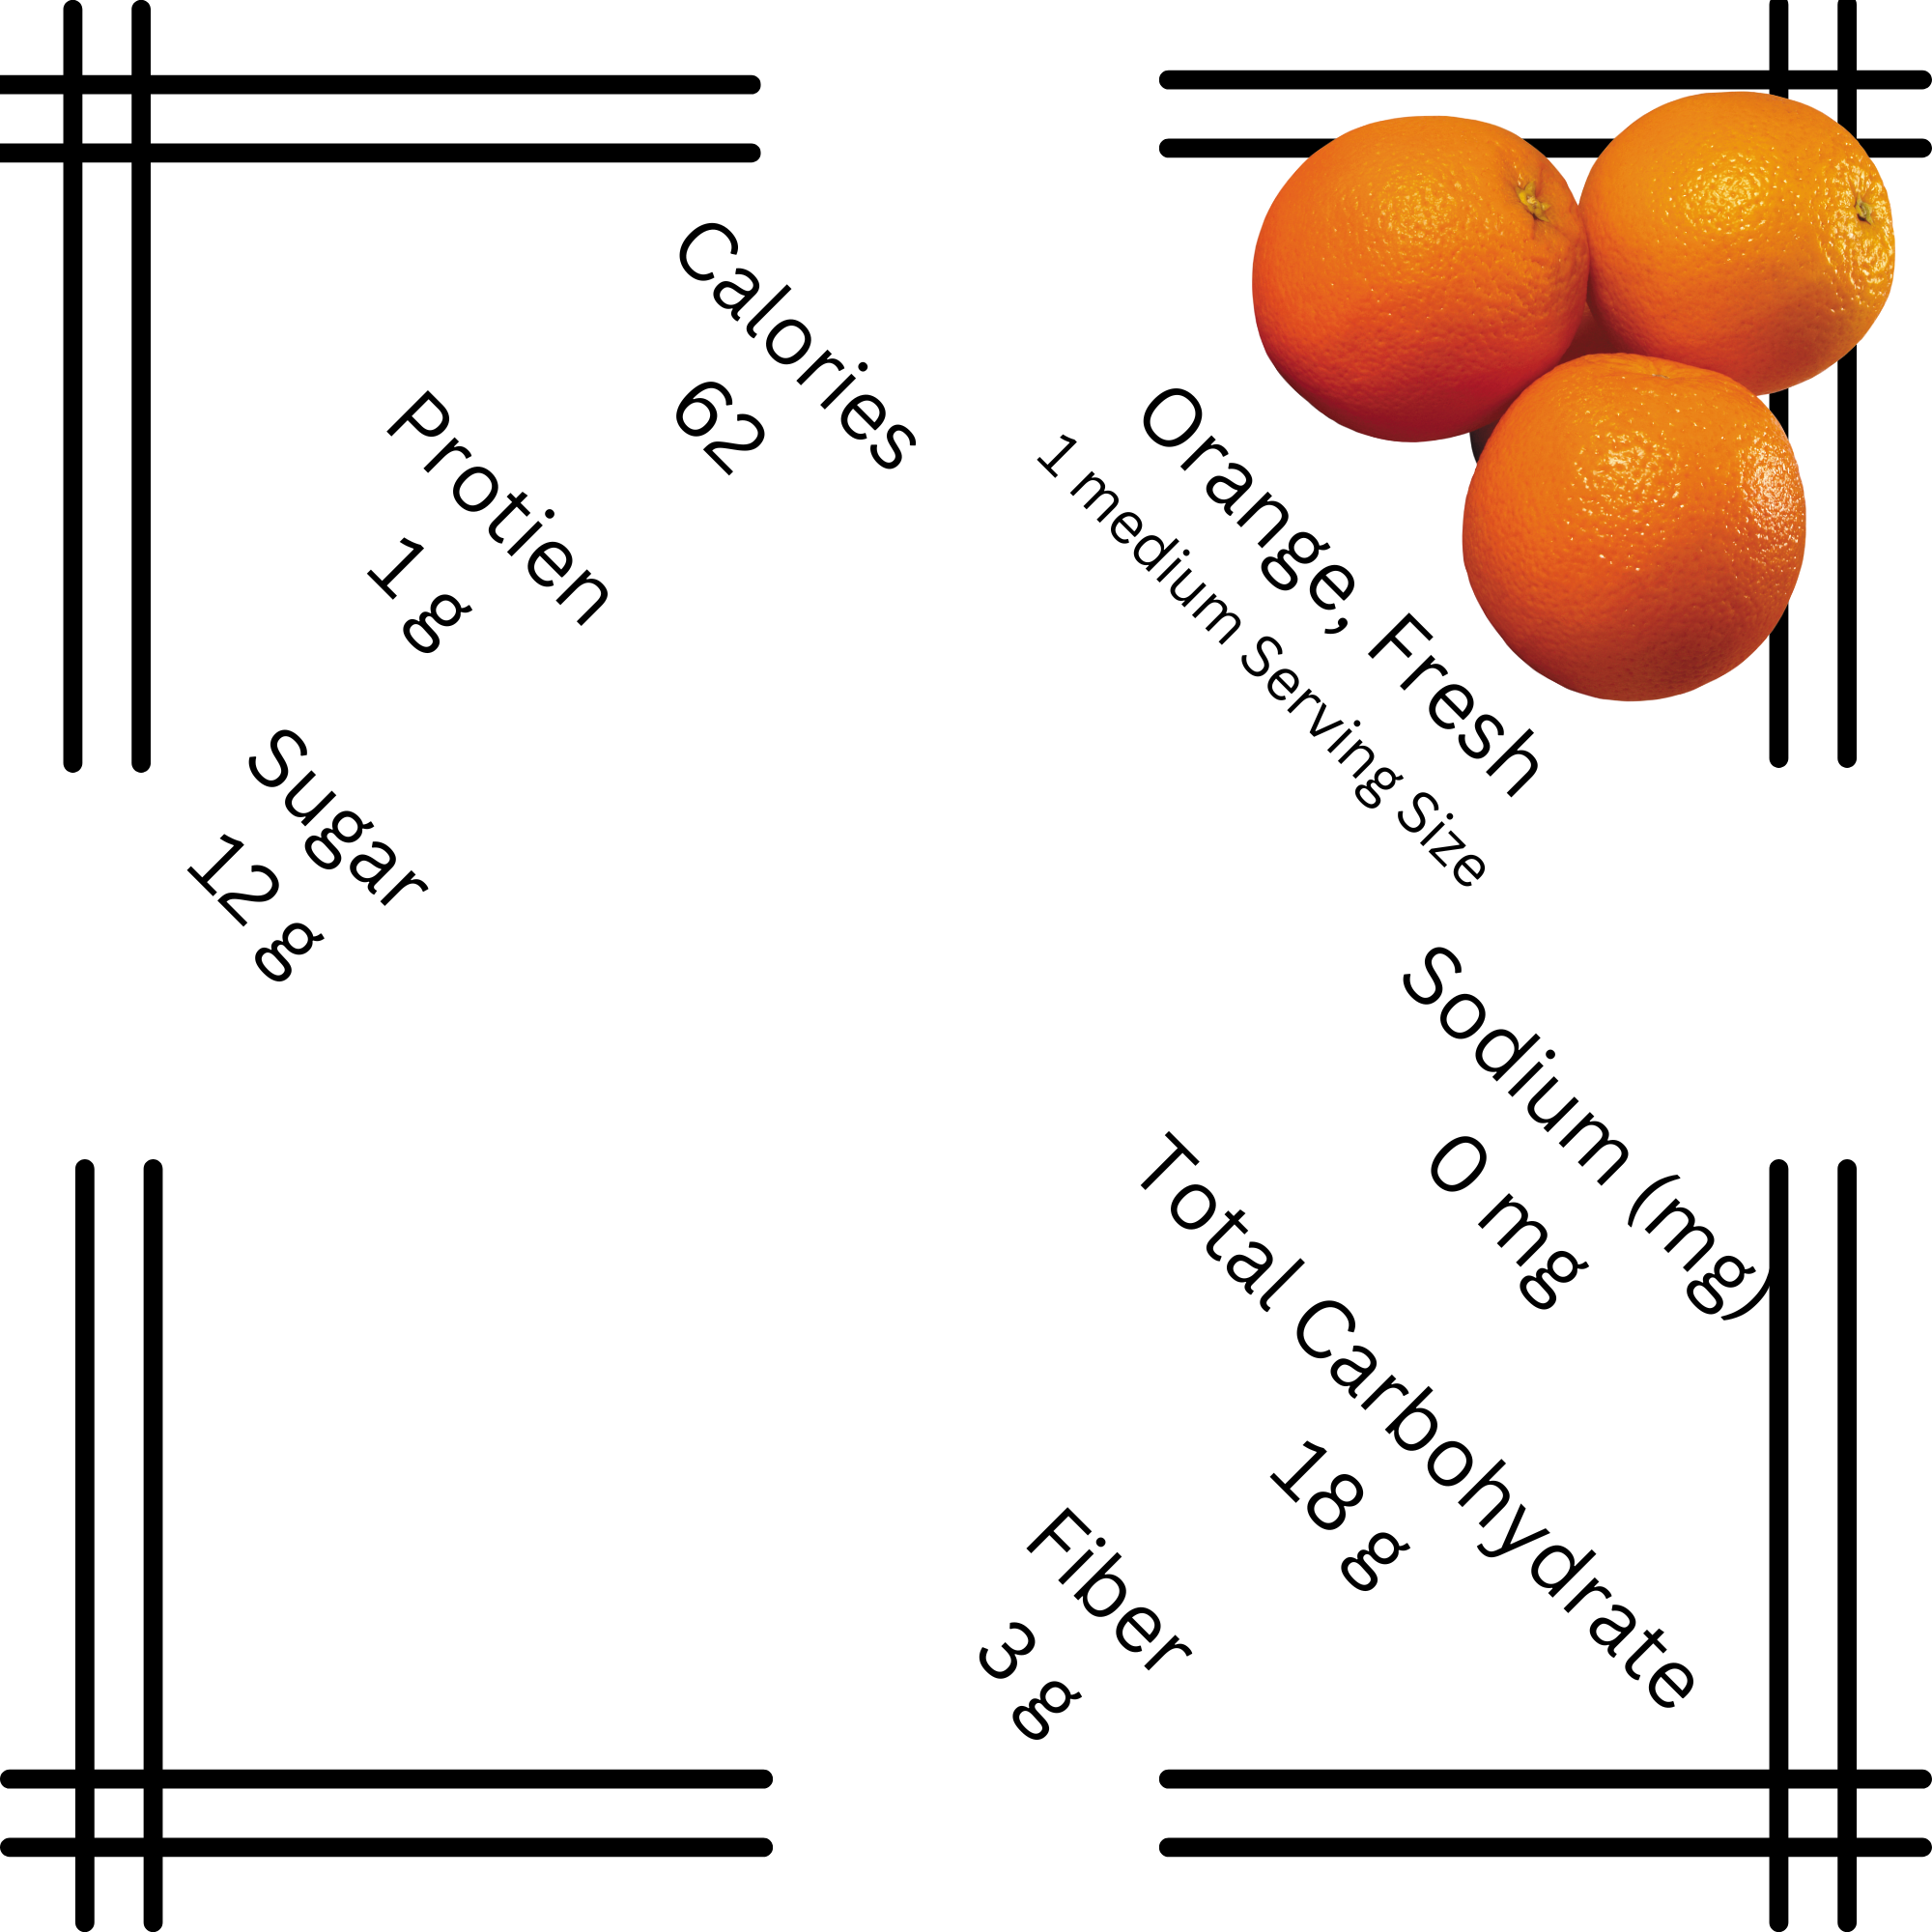 Orange, Fresh
1 medium Serving Size
Calories
62
Sodium (mg)
0 mg
Protien
1 g
Total Carbohydrate
18 g
Sugar
12 g
Fiber
3 g